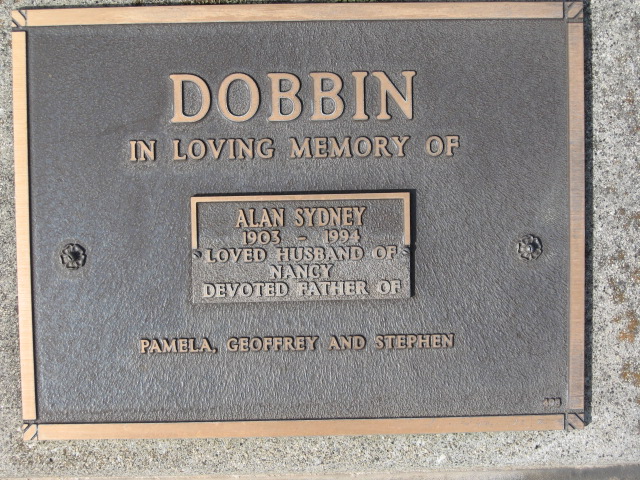 DOBBIN
IN LOVING MEMORY OF
ALAN SYDNEY
1903 – 1994
LOVED HUSBAND OF
NANCY
DEVOTED FATHER OF
PAMELA, GEOFFREY AND STEPHEN